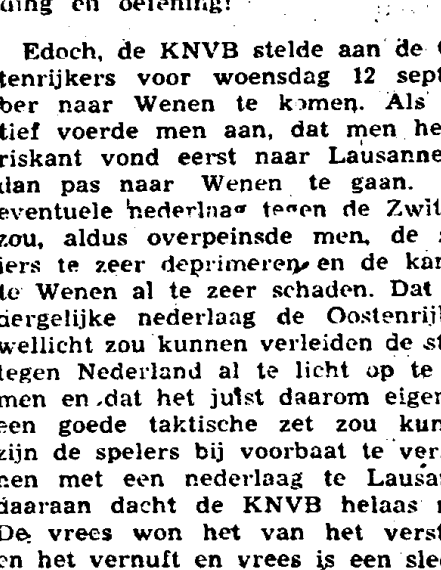 en oefening!
Edoch, de KNVB stelde aan de
tenrijkers voor woensdag 12 sept
ber naar Wenen te komen. Als
tief voerde men aan, dat men he
riskant vond eerst naar Lausanne
dan pas naar Wenen te gaan.
eventuele nederlaag tegen de Zwit
zou, aldus overpeinsde men, de
iers te zeer deprimeren en de kan
te Wenen al te zeer schaden. Dat
dergelijke nederlaag de Oostenrij
wellicht zou kunnen verleiden de st
tegen Nederland al te licht op te
men en dat het juist daarom eigen
een goede taktische zet zou kun
zijn de spelers bij voorbaat te ver
nen met een nederlaag te Lausa
daaraan dacht de KNVB helaas
De vrees won het van het verst
en het vernuft en vrees is een sle